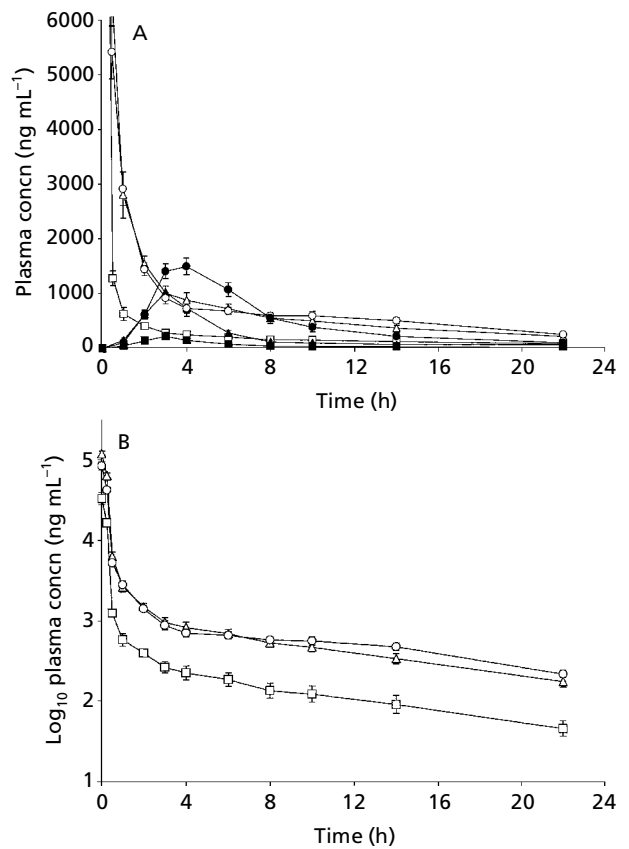 A
6000
5000
4000
3000
2000
1000
0
Plasma concn (ng mL⁻¹)
0 4 8 12 16 20 24
Time (h)
B
5
4
3
2
1
Log₁₀ plasma concn (ng mL⁻¹)
0 4 8 12 16 20 24
Time (h)